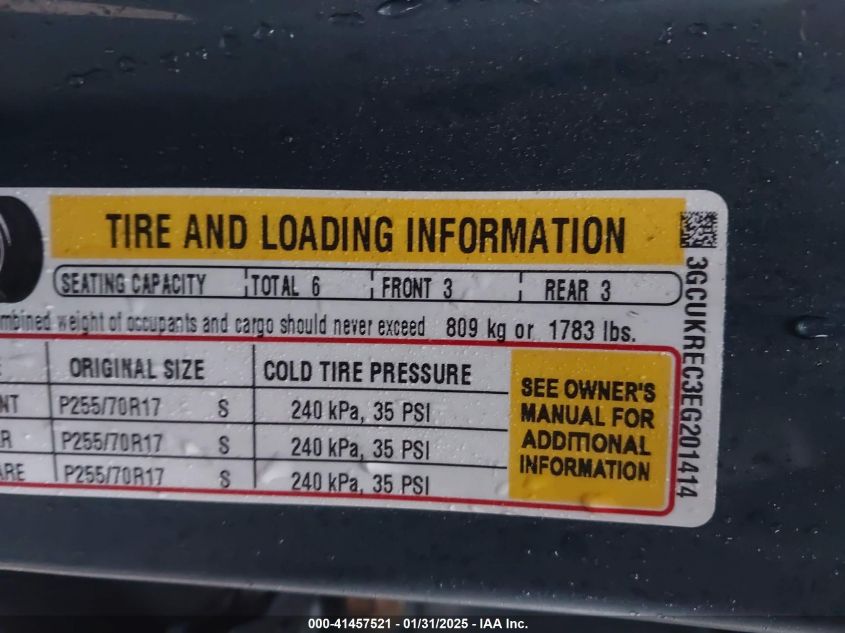 TIRE AND LOADING INFORMATION
SEATING CAPACITY TOTAL 6 FRONT 3 REAR 3
weight of occupants and cargo should never exceed 809 kg or 1783 lbs.
ORIGINAL SIZE COLD TIRE PRESSURE
P255/70R17 S 240 kPa, 35 PSI
P255/70R17 S 240 kPa, 35 PSI
P255/70R17 S 240 kPa, 35 PSI
SEE OWNER'S
MANUAL FOR
ADDITIONAL
INFORMATION
3GCUKREC3EG201414
000-41457521 - 01/31/2025 - IAA Inc.